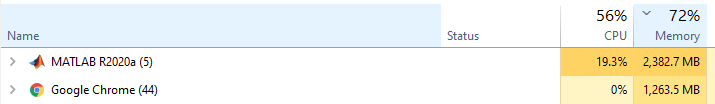 56% 72%
Name Status CPU Memory
MATLAB R2020a (5) 19.3% 2,382.7 MB
Google Chrome (44) 0% 1,263.5 MB